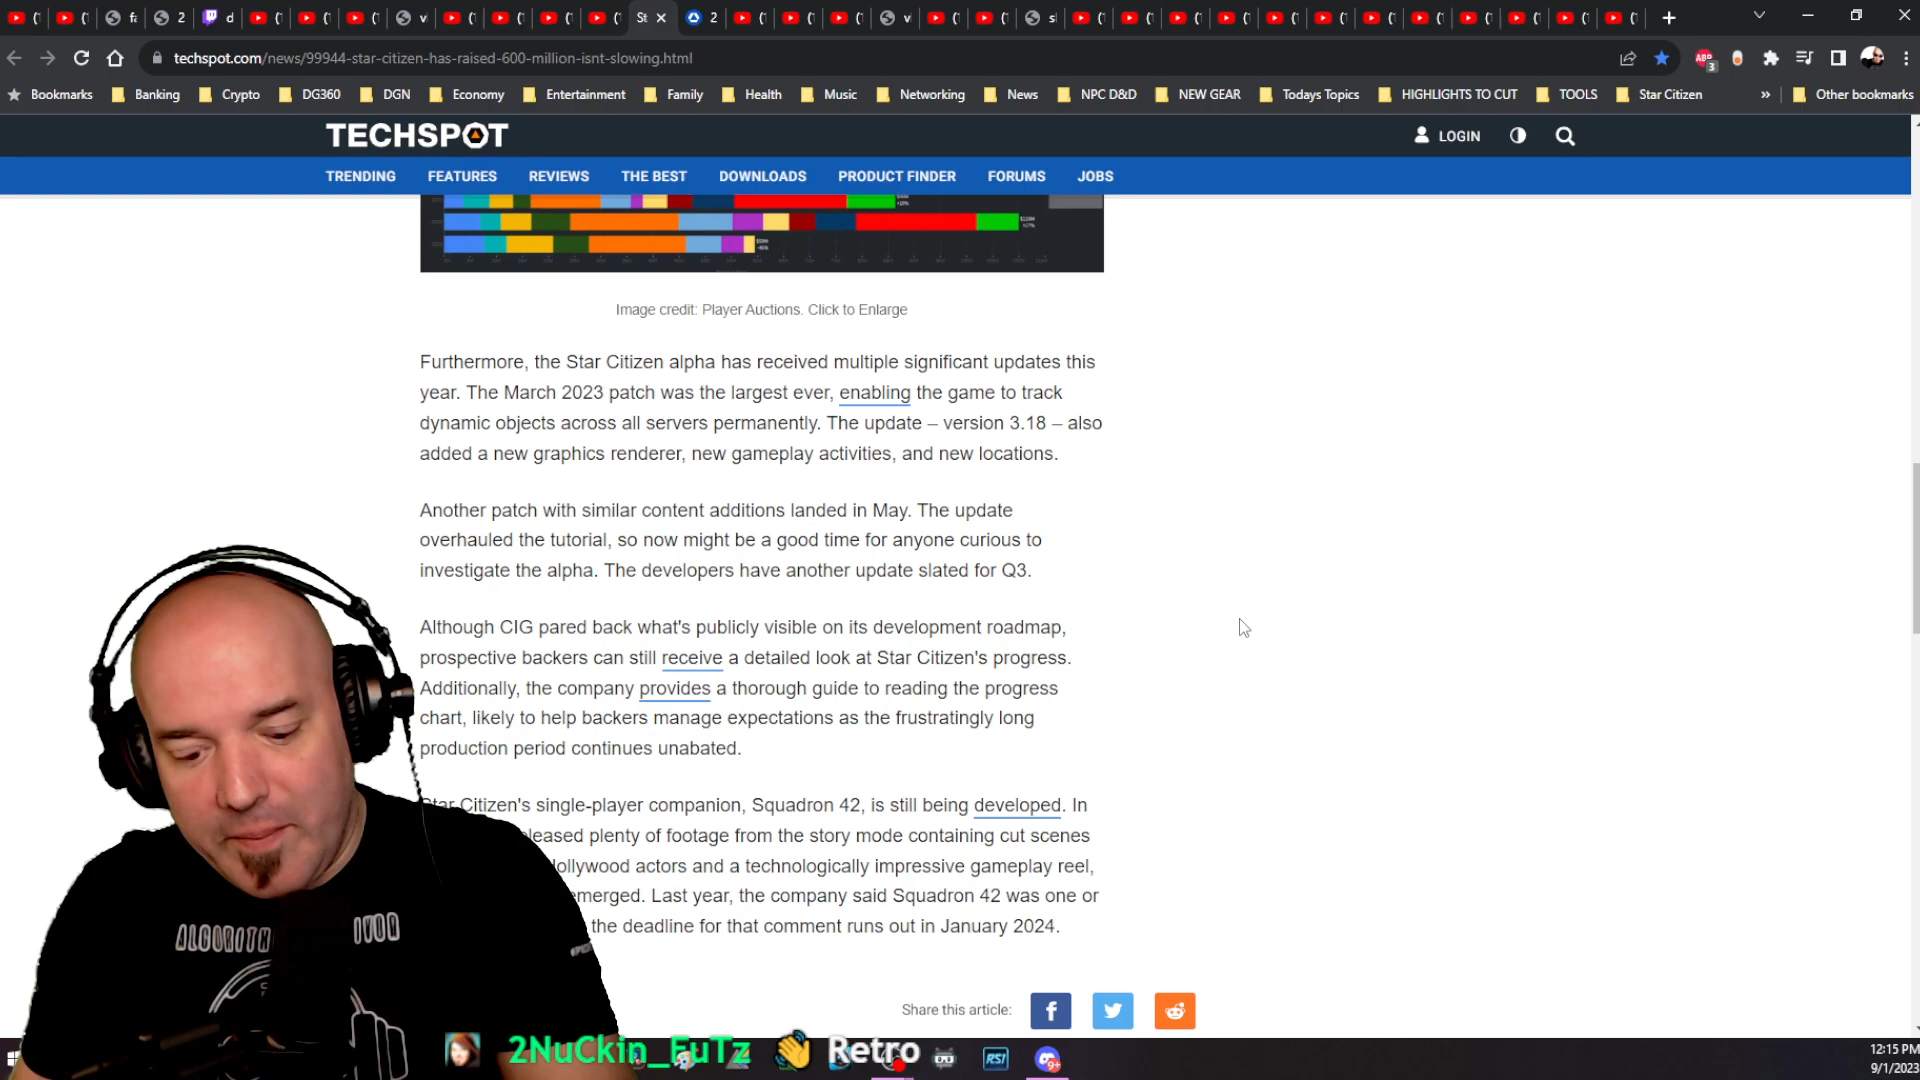 St
techspot.com/news/99944-star-citizen-has-raised-600-million-isnt-slowing.html
ABP
3
Bookmarks Banking Crypto DG360 DGN Economy Entertainment Family Health Music Networking News NPC D&D NEW GEAR Todays Topics HIGHLIGHTS TO CUT TOOLS Star Citizen » Other bookmarks
TECHSPOT
LOGIN
TRENDING FEATURES REVIEWS THE BEST DOWNLOADS PRODUCT FINDER FORUMS JOBS
Image credit: Player Auctions. Click to Enlarge
Furthermore, the Star Citizen alpha has received multiple significant updates this
year. The March 2023 patch was the largest ever, enabling the game to track
dynamic objects across all servers permanently. The update – version 3.18 – also
added a new graphics renderer, new gameplay activities, and new locations.
Another patch with similar content additions landed in May. The update
overhauled the tutorial, so now might be a good time for anyone curious to
investigate the alpha. The developers have another update slated for Q3.
Although CIG pared back what's publicly visible on its development roadmap,
prospective backers can still receive a detailed look at Star Citizen's progress.
Additionally, the company provides a thorough guide to reading the progress
chart, likely to help backers manage expectations as the frustratingly long
production period continues unabated.
Star Citizen's single-player companion, Squadron 42, is still being developed. In
leased plenty of footage from the story mode containing cut scenes
ollywood actors and a technologically impressive gameplay reel,
emerged. Last year, the company said Squadron 42 was one or
the deadline for that comment runs out in January 2024.
Share this article:
2NuCkin_FuTz 👋 Retro
RSI
9+
12:15 PM
9/1/2023